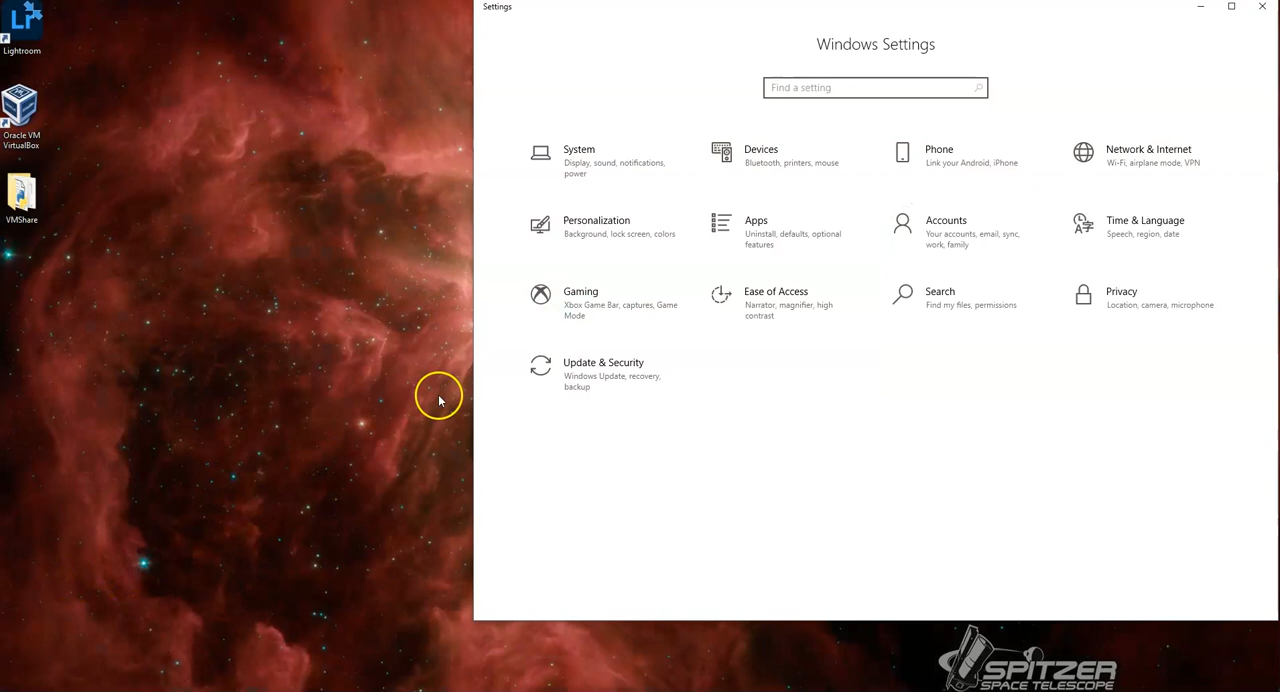 Lightroom
Oracle VM
VirtualBox
VMShare
Settings
Windows Settings
Find a setting
System
Display, sound, notifications,
power
Devices
Bluetooth, printers, mouse
Phone
Link your Android, iPhone
Network & Internet
Wi-Fi, airplane mode, VPN
Personalization
Background, lock screen, colors
Apps
Uninstall, defaults, optional
features
Accounts
Your accounts, email, sync,
work, family
Time & Language
Speech, region, date
Gaming
Xbox Game Bar, captures, Game
Mode
Ease of Access
Narrator, magnifier, high
contrast
Search
Find my files, permissions
Privacy
Location, camera, microphone
Update & Security
Windows Update, recovery,
backup
SPITZER
SPACE TELESCOPE